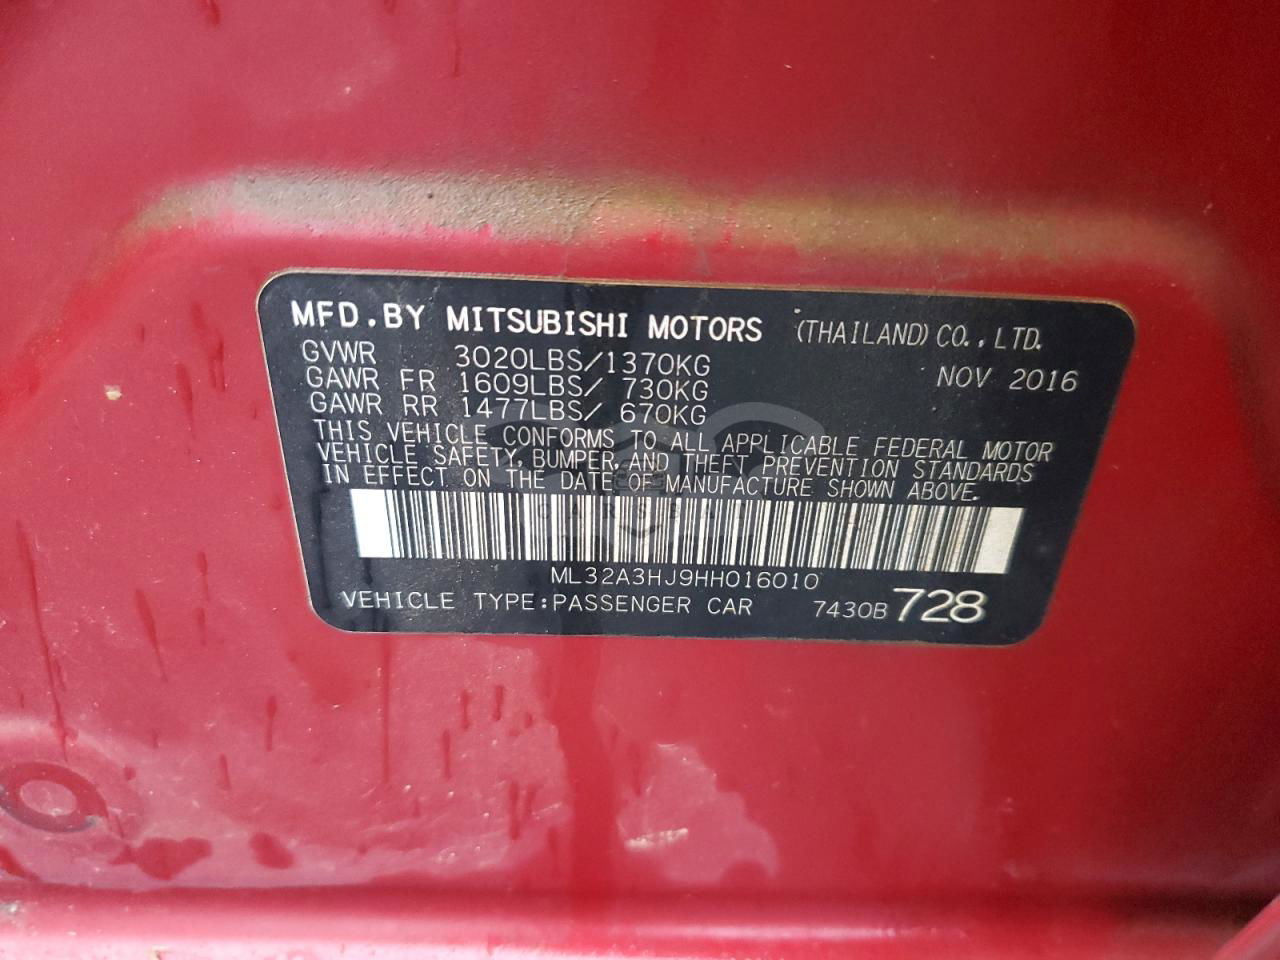 MFD.BY MITSUBISHI MOTORS (THAILAND) CO., LTD.
GVWR 3020LBS/1370KG NOV 2016
GAWR FR 1609LBS/ 730KG
GAWR RR 1477LBS/ 670KG
THIS VEHICLE CONFORMS TO ALL APPLICABLE FEDERAL MOTOR
VEHICLE SAFETY, BUMPER, AND THEFT PREVENTION STANDARDS
IN EFFECT ON THE DATE OF MANUFACTURE SHOWN ABOVE.
ML32A3HJ9HH016010
VEHICLE TYPE:PASSENGER CAR 7430B 728